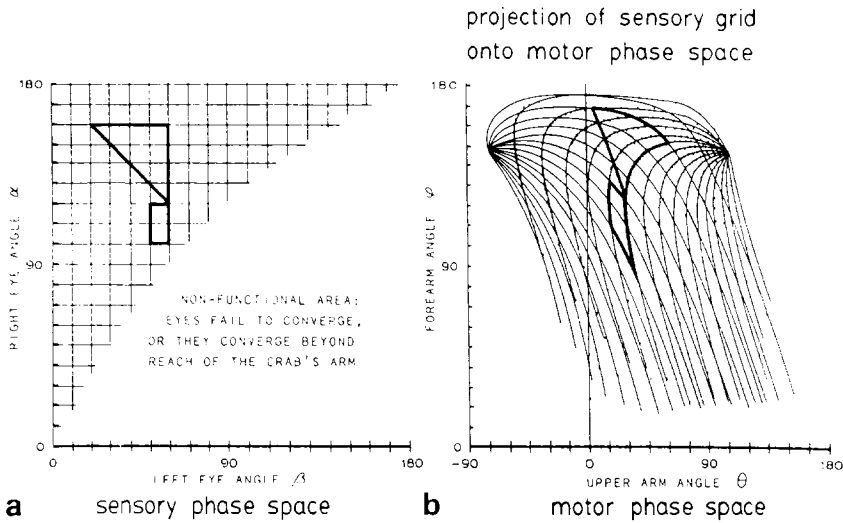 projection of sensory grid
onto motor phase space
180
90
0
RIGHT EYE ANGLE α
NON-FUNCTIONAL AREA:
EYES FAIL TO CONVERGE,
OR THEY CONVERGE BEYOND
REACH OF THE CRAB'S ARM
0
90
180
LEFT EYE ANGLE β
a
sensory phase space
180
90
0
FOREARM ANGLE φ
-90
0
90
180
UPPER ARM ANGLE θ
b
motor phase space